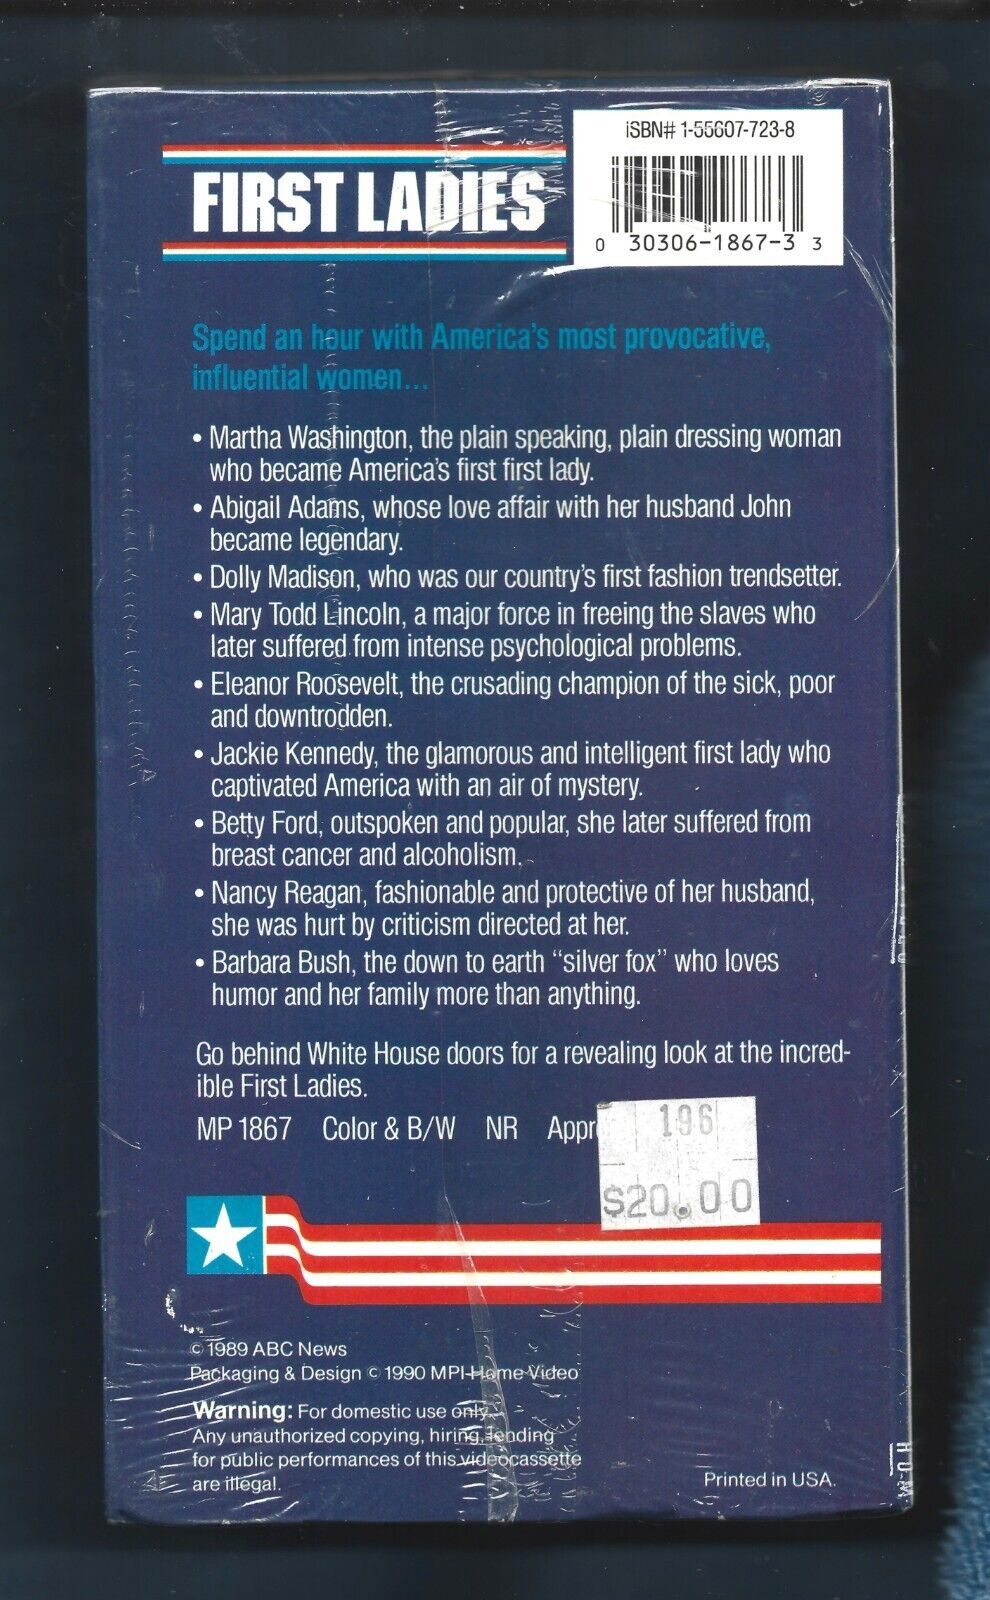 ISBN# 1-55607-723-8
FIRST LADIES
0 30306-1867-3 3
Spend an hour with America's most provocative,
influential women...
• Martha Washington, the plain speaking, plain dressing woman
who became America's first first lady.
• Abigail Adams, whose love affair with her husband John
became legendary.
• Dolly Madison, who was our country's first fashion trendsetter.
• Mary Todd Lincoln, a major force in freeing the slaves who
later suffered from intense psychological problems.
• Eleanor Roosevelt, the crusading champion of the sick, poor
and downtrodden.
• Jackie Kennedy, the glamorous and intelligent first lady who
captivated America with an air of mystery.
• Betty Ford, outspoken and popular, she later suffered from
breast cancer and alcoholism.
• Nancy Reagan, fashionable and protective of her husband,
she was hurt by criticism directed at her.
• Barbara Bush, the down to earth "silver fox" who loves
humor and her family more than anything.
Go behind White House doors for a revealing look at the incred-
ible First Ladies.
MP 1867 Color & B/W NR Appr
196
$20.00
© 1989 ABC News
Packaging & Design © 1990 MPI Home Video
Warning: For domestic use only.
Any unauthorized copying, hiring, lending
for public performances of this videocassette
are illegal.
Printed in USA.